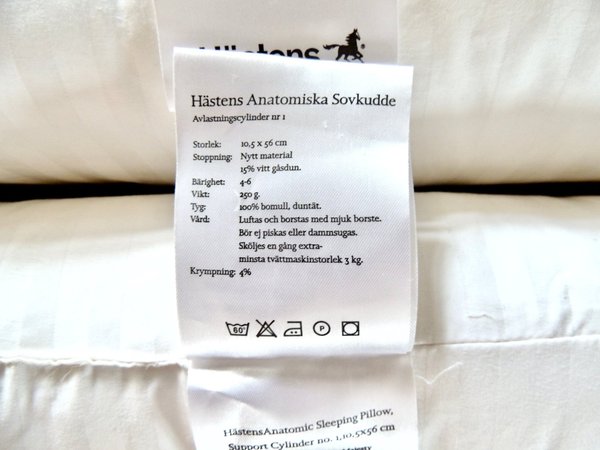 Hästens
Hästens Anatomiska Sovkudde
Avlastningscylinder nr 1
Storlek: 10,5 x 56 cm
Stoppning: Nytt material
15% vitt gåsdun.
Bärighet: 4-6
Vikt: 250 g.
Tyg: 100% bomull, duntät.
Vård: Luftas och borstas med mjuk borste.
Bör ej piskas eller dammsugas.
Sköljes en gång extra-
minsta tvättmaskinstorlek 3 kg.
Krympning: 4%
60° P
HästensAnatomic Sleeping Pillow,
Support Cylinder no. 1,10,5X56 cm